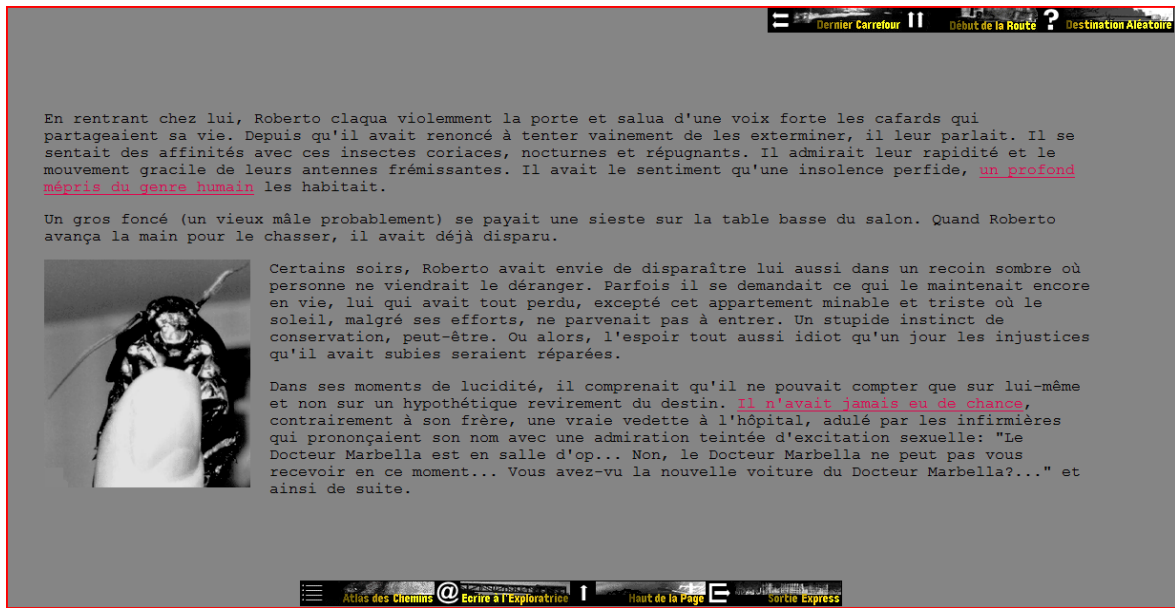 Dernier Carrefour
Début de la Route
? Destination Aléatoire
En rentrant chez lui, Roberto claqua violemment la porte et salua d'une voix forte les cafards qui
partageaient sa vie. Depuis qu'il avait renoncé à tenter vainement de les exterminer, il leur parlait. Il se
sentait des affinités avec ces insectes coriaces, nocturnes et répugnants. Il admirait leur rapidité et le
mouvement gracile de leurs antennes frémissantes. Il avait le sentiment qu'une insolence perfide, un profond
mépris du genre humain les habitait.
Un gros foncé (un vieux mâle probablement) se payait une sieste sur la table basse du salon. Quand Roberto
avança la main pour le chasser, il avait déjà disparu.
Certains soirs, Roberto avait envie de disparaître lui aussi dans un recoin sombre où
personne ne viendrait le déranger. Parfois il se demandait ce qui le maintenait encore
en vie, lui qui avait tout perdu, excepté cet appartement minable et triste où le
soleil, malgré ses efforts, ne parvenait pas à entrer. Un stupide instinct de
conservation, peut-être. Ou alors, l'espoir tout aussi idiot qu'un jour les injustices
qu'il avait subies seraient réparées.
Dans ses moments de lucidité, il comprenait qu'il ne pouvait compter que sur lui-même
et non sur un hypothétique revirement du destin. Il n'avait jamais eu de chance,
contrairement à son frère, une vraie vedette à l'hôpital, adulé par les infirmières
qui prononçaient son nom avec une admiration teintée d'excitation sexuelle: "Le
Docteur Marbella est en salle d'op... Non, le Docteur Marbella ne peut pas vous
recevoir en ce moment... Vous avez-vu la nouvelle voiture du Docteur Marbella?..." et
ainsi de suite.
Atlas des Chemins
@ Ecrire à l'Exploratrice
Haut de la Page
Sortie Express